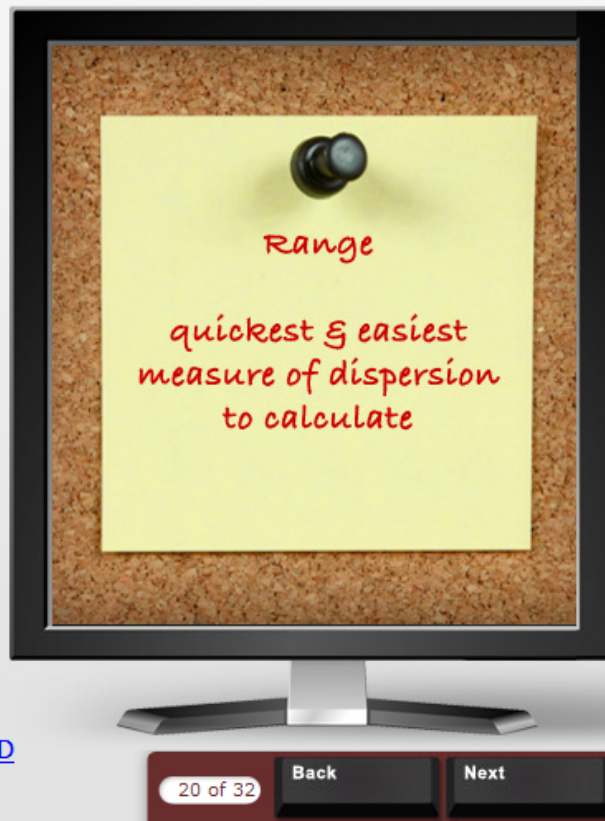 Range
quickest & easiest
measure of dispersion
to calculate
D
20 of 32
Back
Next